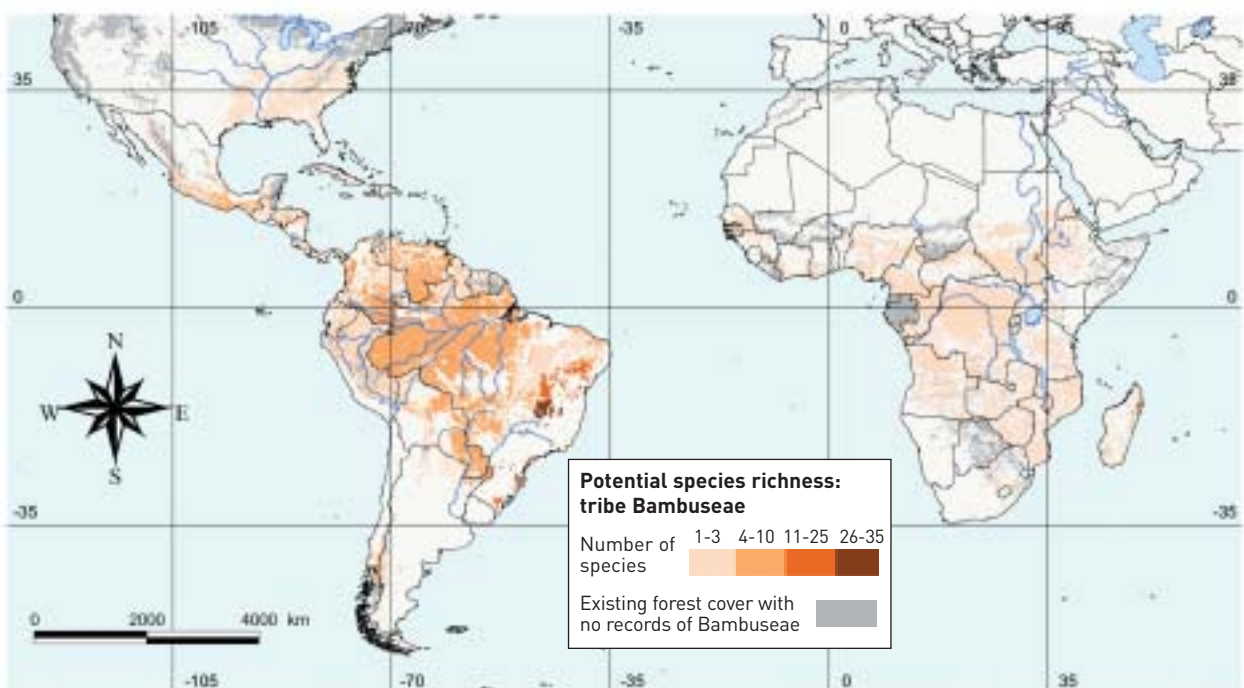 -105
-70
-35
0
35
35
35
0
0
N
W E
S
-35
-35
Potential species richness:
tribe Bambuseae
Number of
species
1-3 4-10 11-25 26-35
Existing forest cover with
no records of Bambuseae
0 2000 4000 km
-105
-70
-35
0
35